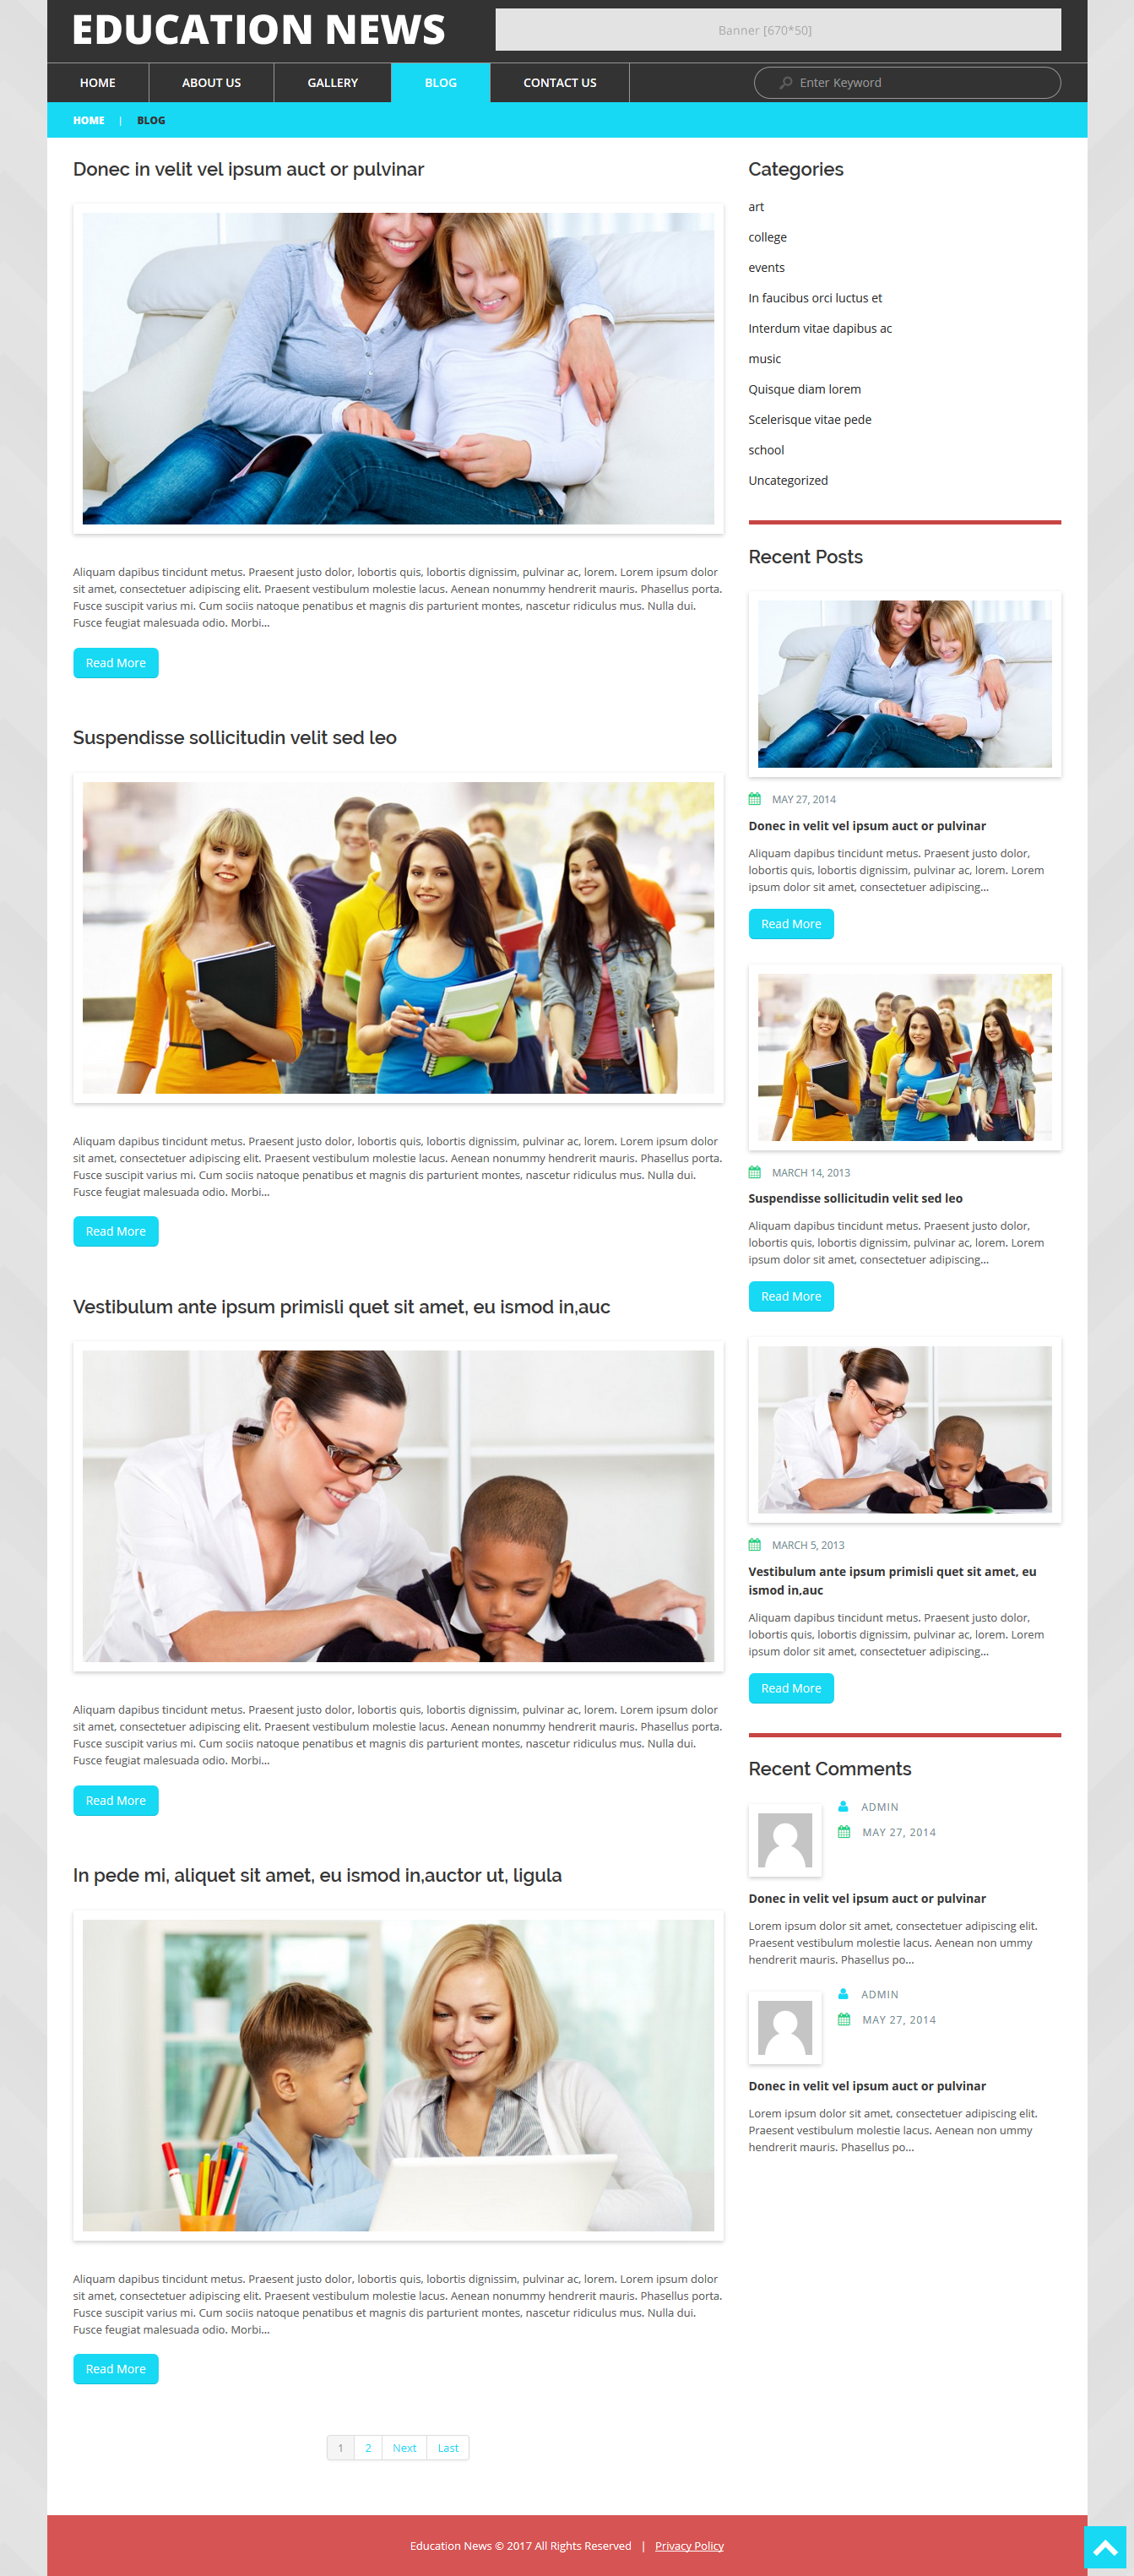 EDUCATION NEWS
Banner [670*50]
HOME
ABOUT US
GALLERY
BLOG
CONTACT US
Enter Keyword
HOME | BLOG
Donec in velit vel ipsum auct or pulvinar
Aliquam dapibus tincidunt metus. Praesent justo dolor, lobortis quis, lobortis dignissim, pulvinar ac, lorem. Lorem ipsum dolor
sit amet, consectetuer adipiscing elit. Praesent vestibulum molestie lacus. Aenean nonummy hendrerit mauris. Phasellus porta.
Fusce suscipit varius mi. Cum sociis natoque penatibus et magnis dis parturient montes, nascetur ridiculus mus. Nulla dui.
Fusce feugiat malesuada odio. Morbi...
Read More
Suspendisse sollicitudin velit sed leo
Aliquam dapibus tincidunt metus. Praesent justo dolor, lobortis quis, lobortis dignissim, pulvinar ac, lorem. Lorem ipsum dolor
sit amet, consectetuer adipiscing elit. Praesent vestibulum molestie lacus. Aenean nonummy hendrerit mauris. Phasellus porta.
Fusce suscipit varius mi. Cum sociis natoque penatibus et magnis dis parturient montes, nascetur ridiculus mus. Nulla dui.
Fusce feugiat malesuada odio. Morbi...
Read More
Vestibulum ante ipsum primisli quet sit amet, eu ismod in,auc
Aliquam dapibus tincidunt metus. Praesent justo dolor, lobortis quis, lobortis dignissim, pulvinar ac, lorem. Lorem ipsum dolor
sit amet, consectetuer adipiscing elit. Praesent vestibulum molestie lacus. Aenean nonummy hendrerit mauris. Phasellus porta.
Fusce suscipit varius mi. Cum sociis natoque penatibus et magnis dis parturient montes, nascetur ridiculus mus. Nulla dui.
Fusce feugiat malesuada odio. Morbi...
Read More
In pede mi, aliquet sit amet, eu ismod in,auctor ut, ligula
Aliquam dapibus tincidunt metus. Praesent justo dolor, lobortis quis, lobortis dignissim, pulvinar ac, lorem. Lorem ipsum dolor
sit amet, consectetuer adipiscing elit. Praesent vestibulum molestie lacus. Aenean nonummy hendrerit mauris. Phasellus porta.
Fusce suscipit varius mi. Cum sociis natoque penatibus et magnis dis parturient montes, nascetur ridiculus mus. Nulla dui.
Fusce feugiat malesuada odio. Morbi...
Read More
1 2 Next Last
Categories
art
college
events
In faucibus orci luctus et
Interdum vitae dapibus ac
music
Quisque diam lorem
Scelerisque vitae pede
school
Uncategorized
Recent Posts
MAY 27, 2014
Donec in velit vel ipsum auct or pulvinar
Aliquam dapibus tincidunt metus. Praesent justo dolor,
lobortis quis, lobortis dignissim, pulvinar ac, lorem. Lorem
ipsum dolor sit amet, consectetuer adipiscing...
Read More
MARCH 14, 2013
Suspendisse sollicitudin velit sed leo
Aliquam dapibus tincidunt metus. Praesent justo dolor,
lobortis quis, lobortis dignissim, pulvinar ac, lorem. Lorem
ipsum dolor sit amet, consectetuer adipiscing...
Read More
MARCH 5, 2013
Vestibulum ante ipsum primisli quet sit amet, eu
ismod in,auc
Aliquam dapibus tincidunt metus. Praesent justo dolor,
lobortis quis, lobortis dignissim, pulvinar ac, lorem. Lorem
ipsum dolor sit amet, consectetuer adipiscing...
Read More
Recent Comments
ADMIN
MAY 27, 2014
Donec in velit vel ipsum auct or pulvinar
Lorem ipsum dolor sit amet, consectetuer adipiscing elit.
Praesent vestibulum molestie lacus. Aenean non ummy
hendrerit mauris. Phasellus po...
ADMIN
MAY 27, 2014
Donec in velit vel ipsum auct or pulvinar
Lorem ipsum dolor sit amet, consectetuer adipiscing elit.
Praesent vestibulum molestie lacus. Aenean non ummy
hendrerit mauris. Phasellus po...
Education News © 2017 All Rights Reserved | Privacy Policy